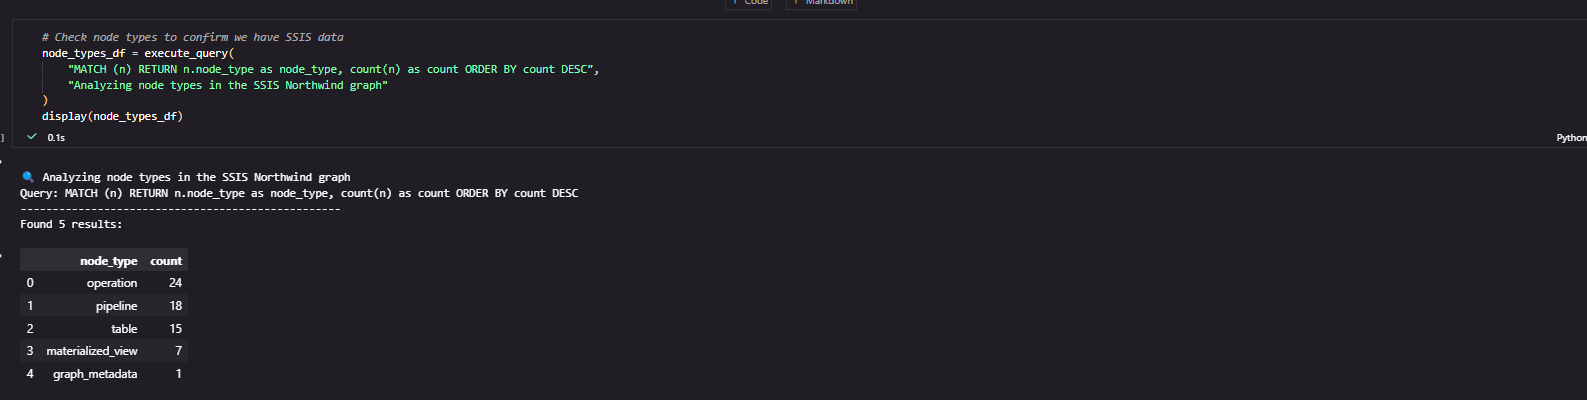 + Code + Markdown
# Check node types to confirm we have SSIS data
node_types_df = execute_query(
"MATCH (n) RETURN n.node_type as node_type, count(n) as count ORDER BY count DESC",
"Analyzing node types in the SSIS Northwind graph"
)
display(node_types_df)
]
0.1s
Python
Analyzing node types in the SSIS Northwind graph
Query: MATCH (n) RETURN n.node_type as node_type, count(n) as count ORDER BY count DESC
--------------------------------------------------
Found 5 results:
node_type count
0 operation 24
1 pipeline 18
2 table 15
3 materialized_view 7
4 graph_metadata 1